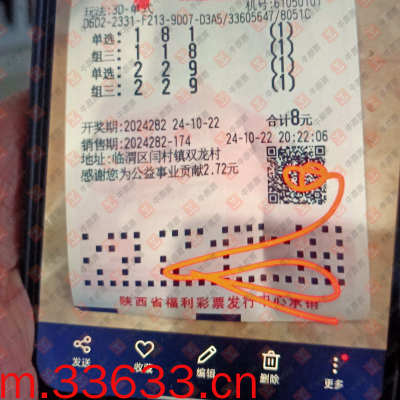 玩法:3D-单式
机号:61050101
D6D2-2331-F213-9D07-D3A5/33605647/8051C
单选: 1 8 1 (1)
组三: 1 1 8 (1)
单选: 2 2 9 (1)
组三: 2 2 9 (1)
合计8元
开奖期:2024282 24-10-22
销售期:2024282-174 24-10-22 20:22:06
地址:临渭区闫村镇双龙村
感谢您为公益事业贡献2.72元
陕西省福利彩票发行中心承销
发送
收藏
编辑
删除
更多
m.33633.cn